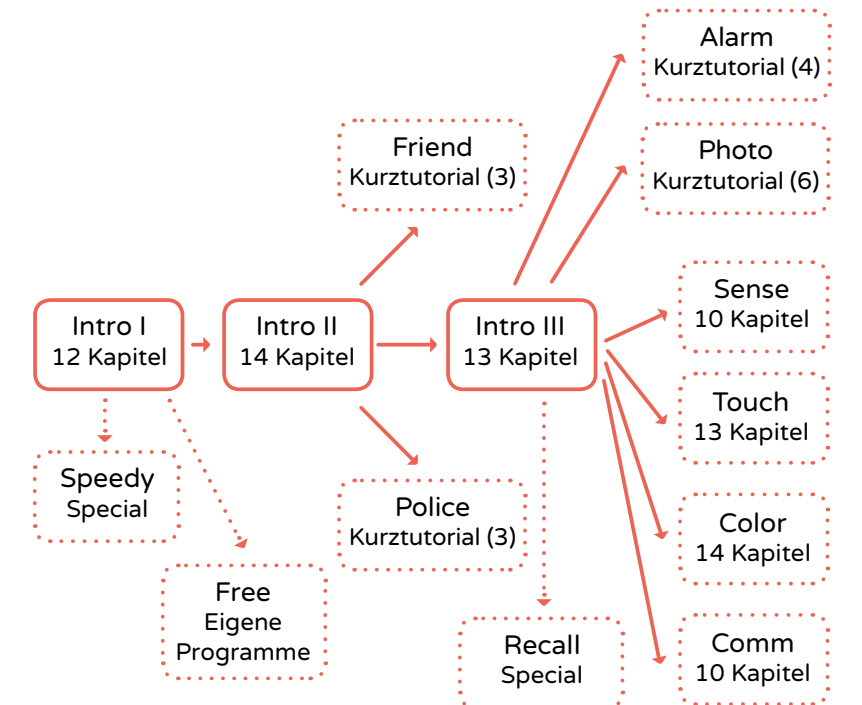 Alarm
Kurztutorial (4)
Friend
Kurztutorial (3)
Photo
Kurztutorial (6)
Intro I
12 Kapitel
Intro II
14 Kapitel
Intro III
13 Kapitel
Sense
10 Kapitel
Touch
13 Kapitel
Speedy
Special
Police
Kurztutorial (3)
Color
14 Kapitel
Free
Eigene
Programme
Recall
Special
Comm
10 Kapitel